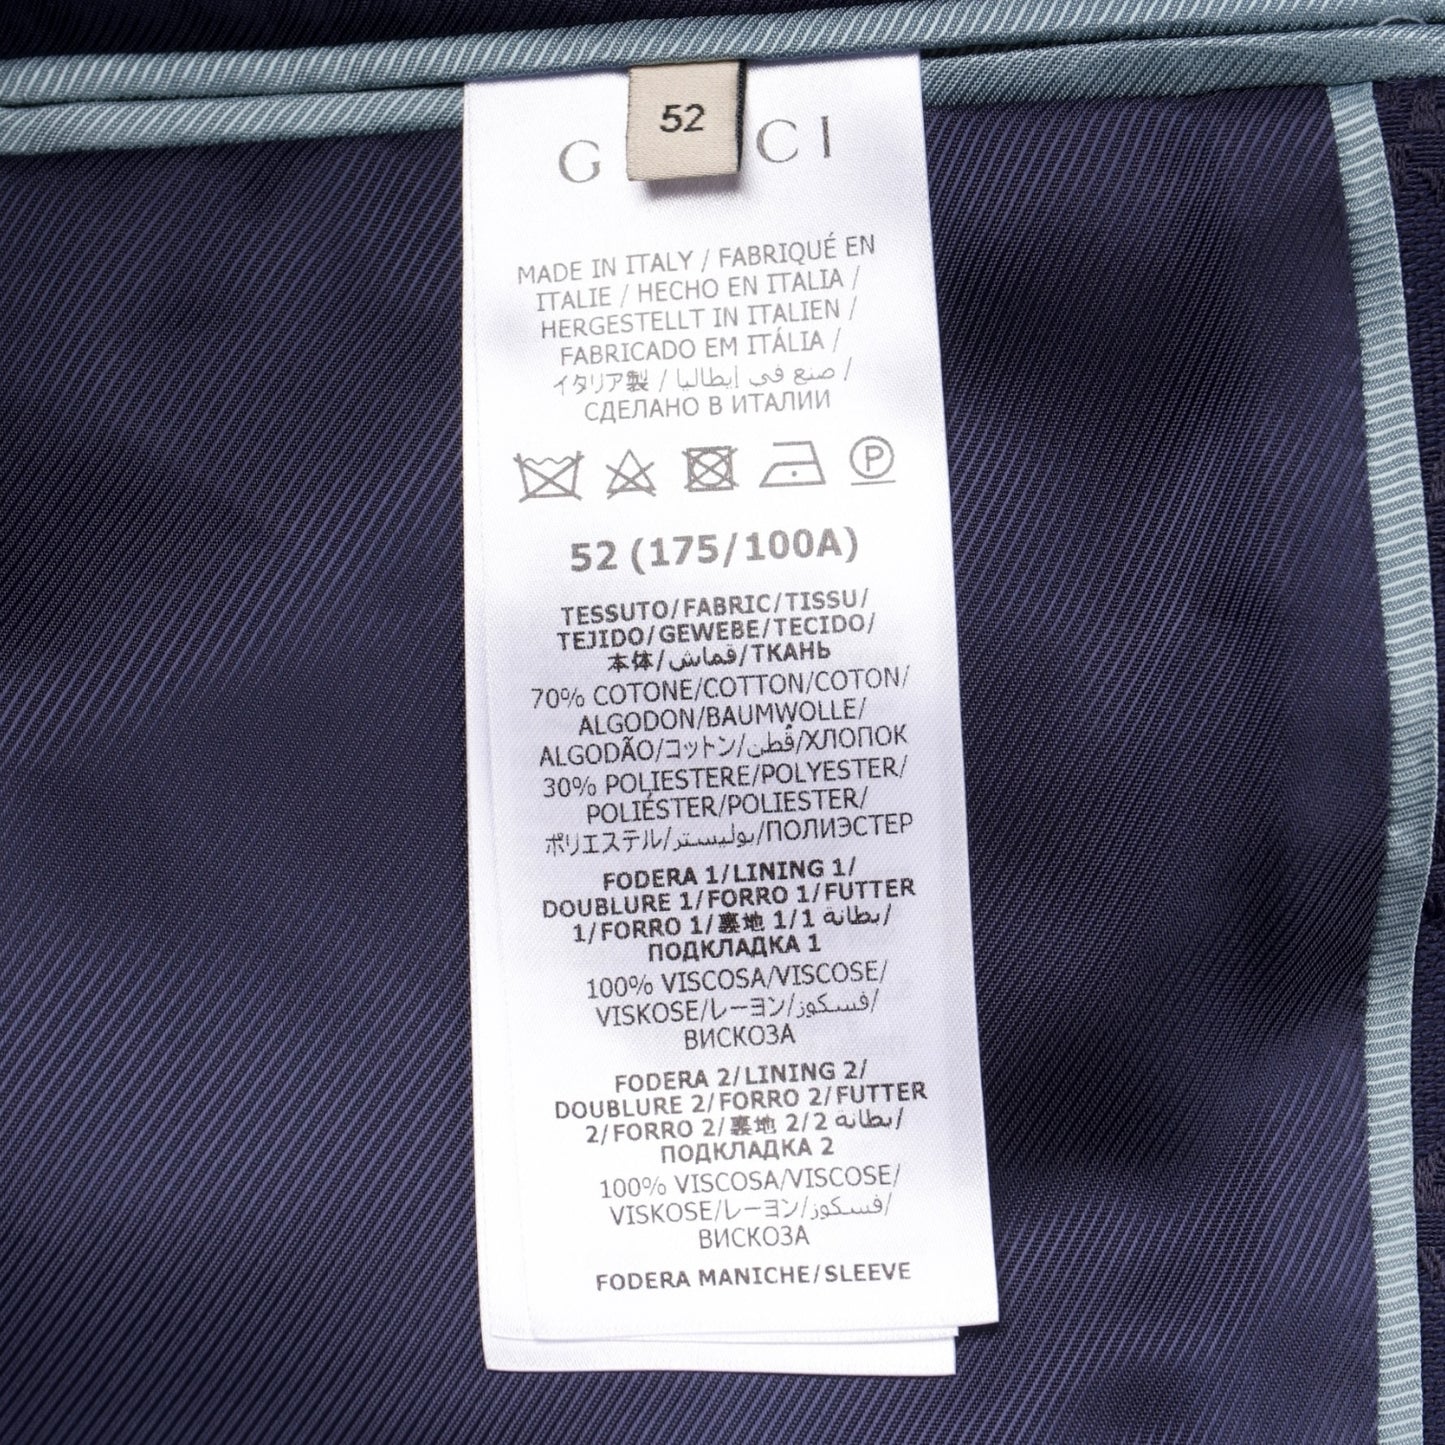 52
G CI
MADE IN ITALY / FABRIQUÉ EN
ITALIE / HECHO EN ITALIA /
HERGESTELLT IN ITALIEN /
FABRICADO EM ITÁLIA /
イタリア製 / صنع في إيطاليا /
СДЕЛАНО В ИТАЛИИ
P
52 (175/100A)
TESSUTO/FABRIC/TISSU/
TEJIDO/GEWEBE/TECIDO/
本体/قماش/ТКАНЬ
70% COTONE/COTTON/COTON/
ALGODON/BAUMWOLLE/
ALGODÃO/コットン/قطن/ХЛОПОК
30% POLIESTERE/POLYESTER/
POLIÉSTER/POLIESTER/
ポリエステル/بوليستر/ПОЛИЭСТЕР
FODERA 1/LINING 1/
DOUBLURE 1/FORRO 1/FUTTER
1/FORRO 1/裏地 1/1 بطانة/
ПОДКЛАДКА 1
100% VISCOSA/VISCOSE/
VISKOSE/レーヨン/فسكوز/
ВИСКОЗА
FODERA 2/LINING 2/
DOUBLURE 2/FORRO 2/FUTTER
2/FORRO 2/裏地 2/2 بطانة/
ПОДКЛАДКА 2
100% VISCOSA/VISCOSE/
VISKOSE/レーヨン/فسكوز/
ВИСКОЗА
FODERA MANICHE/SLEEVE